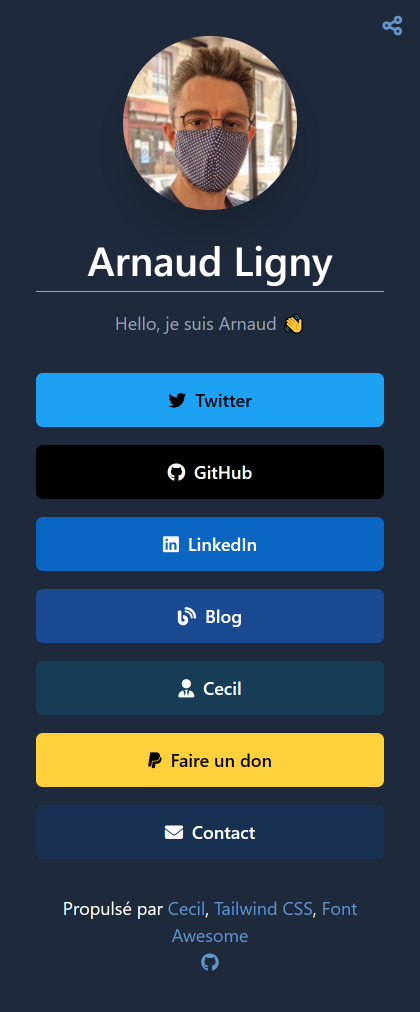 Arnaud Ligny
Hello, je suis Arnaud 👋
Twitter
GitHub
LinkedIn
Blog
Cecil
Faire un don
Contact
Propulsé par Cecil, Tailwind CSS, Font
Awesome